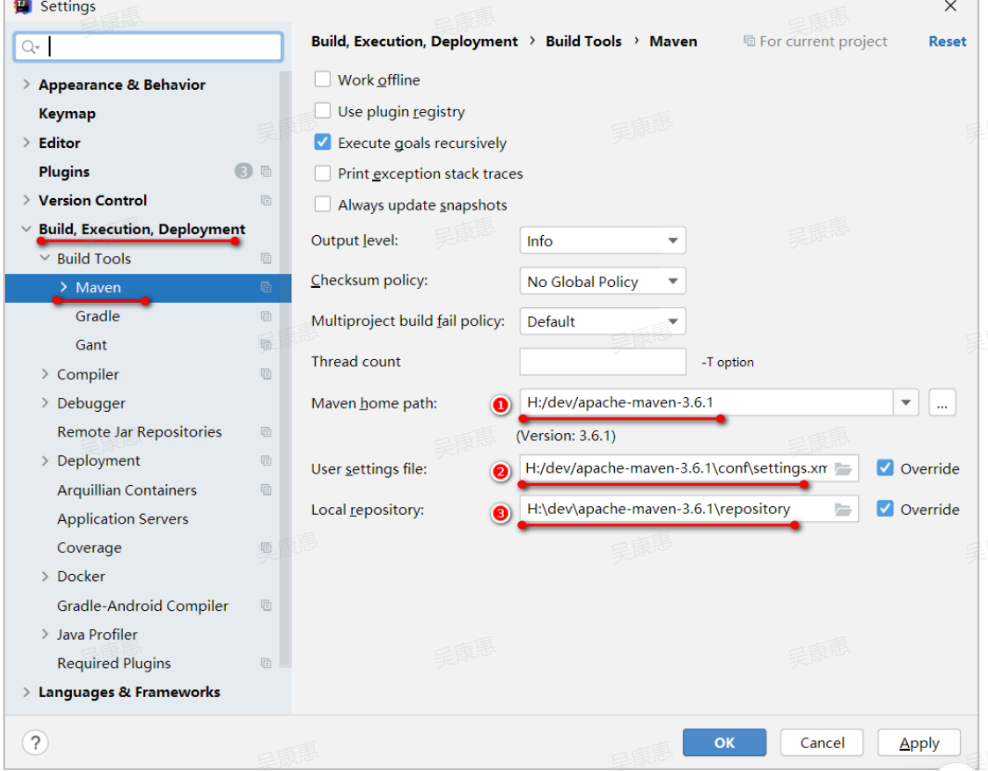 Settings
Build, Execution, Deployment › Build Tools › Maven
For current project
Reset
Appearance & Behavior
Keymap
Editor
Plugins 3
Version Control
Build, Execution, Deployment
Build Tools
Maven
Gradle
Gant
Compiler
Debugger
Remote Jar Repositories
Deployment
Arquillian Containers
Application Servers
Coverage
Docker
Gradle-Android Compiler
Java Profiler
Required Plugins
Languages & Frameworks
Work offline
Use plugin registry
Execute goals recursively
Print exception stack traces
Always update snapshots
Output level: Info
Checksum policy: No Global Policy
Multiproject build fail policy: Default
Thread count -T option
Maven home path: 1 H:/dev/apache-maven-3.6.1 ...
(Version: 3.6.1)
User settings file: 2 H:/dev/apache-maven-3.6.1\conf\settings.xm Override
Local repository: 3 H:\dev\apache-maven-3.6.1\repository Override
? OK Cancel Apply
吴康惠